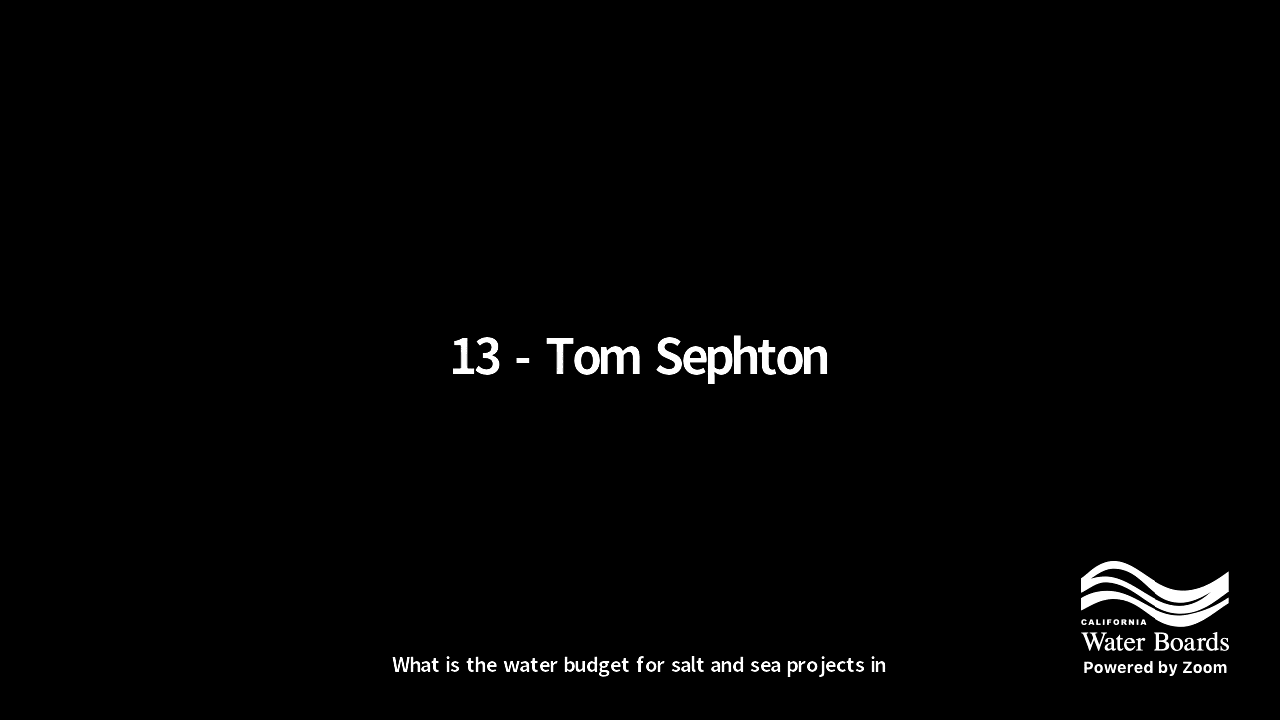 13 - Tom Sephton
CALIFORNIA
Water Boards
Powered by Zoom
What is the water budget for salt and sea projects in